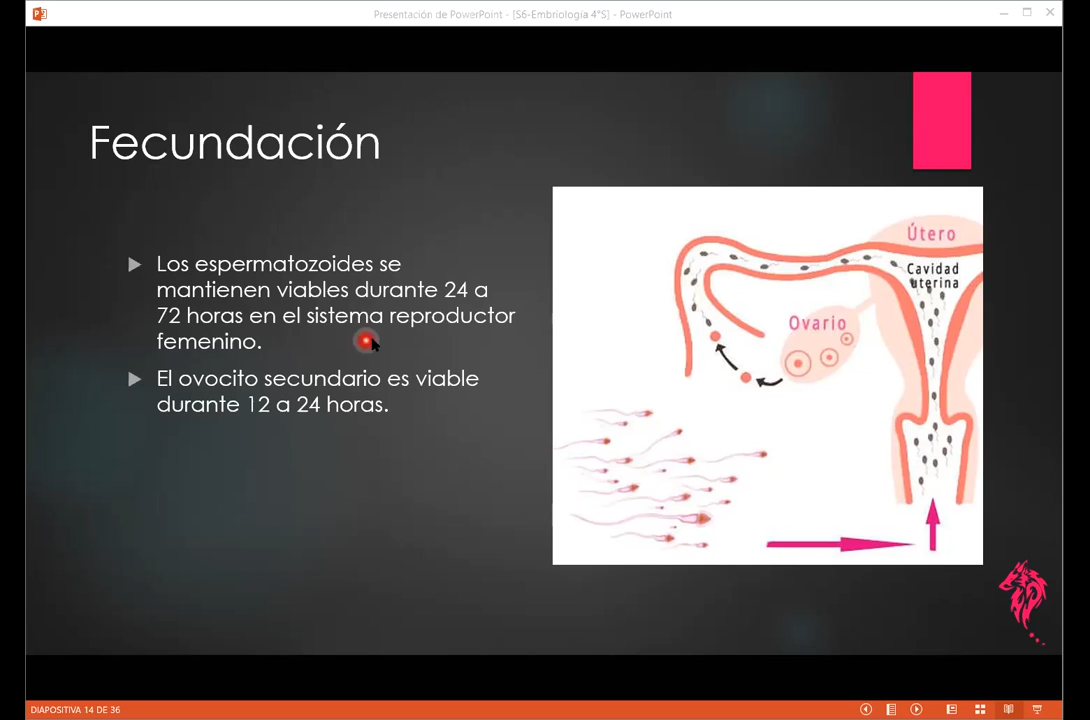 Presentación de PowerPoint - [S6-Embriología 4°S] - PowerPoint
Fecundación
Los espermatozoides se
mantienen viables durante 24 a
72 horas en el sistema reproductor
femenino.
El ovocito secundario es viable
durante 12 a 24 horas.
Útero
Cavidad
uterina
Ovario
DIAPOSITIVA 14 DE 36